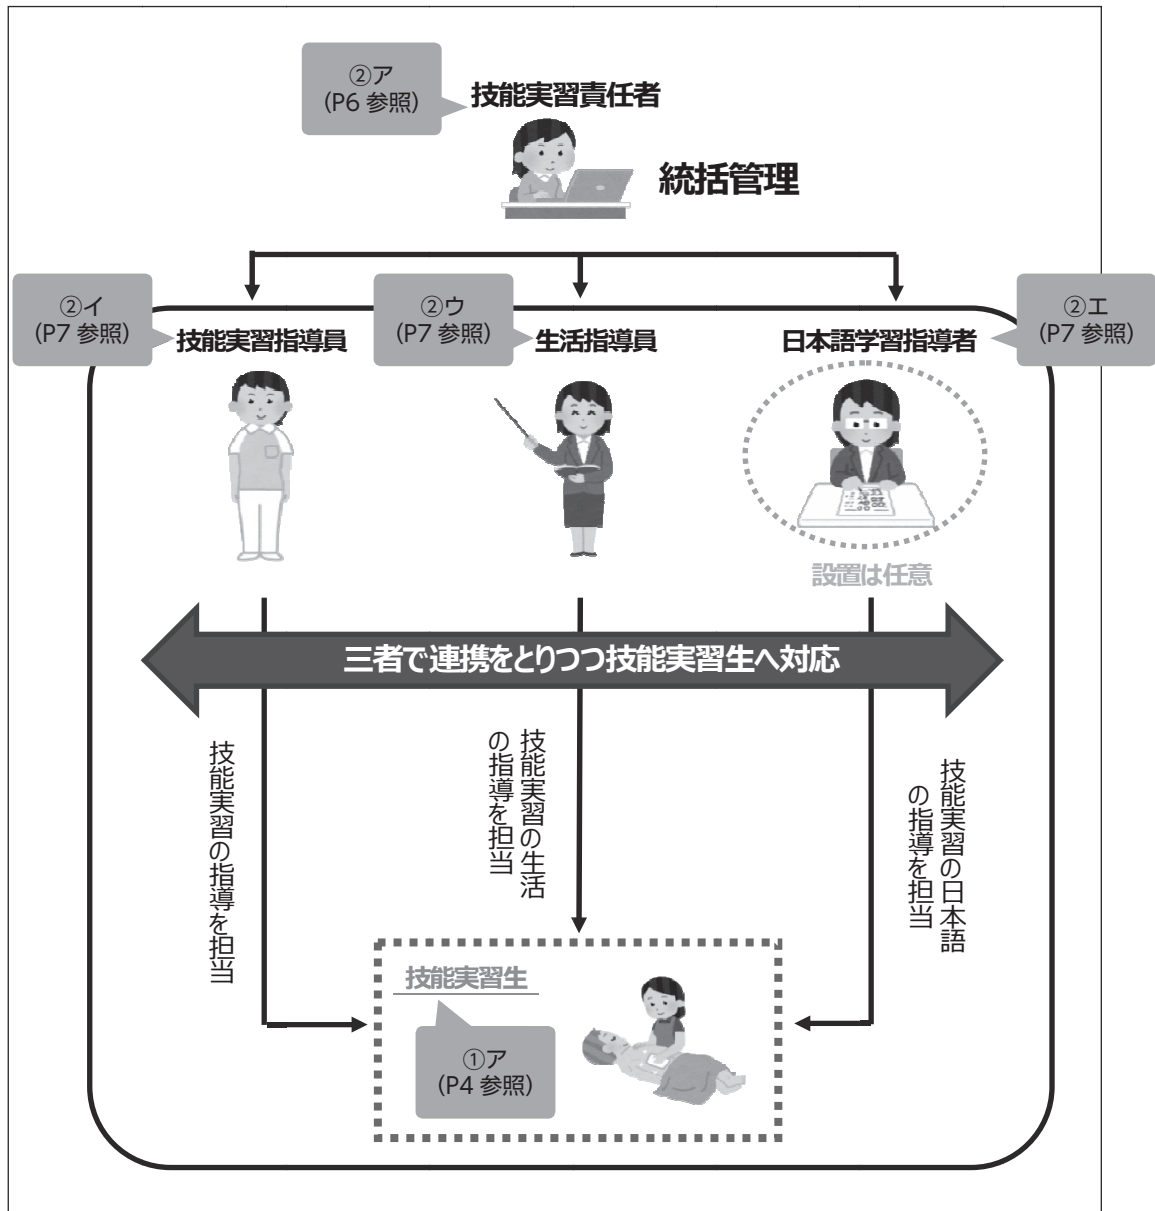 ②ア
(P6 参照)
技能実習責任者
統括管理
②イ
(P7 参照)
技能実習指導員
②ウ
(P7 参照)
生活指導員
日本語学習指導者
②エ
(P7 参照)
設置は任意
三者で連携をとりつつ技能実習生へ対応
技能実習の指導を担当
技能実習の生活
の指導を担当
技能実習の日本語
の指導を担当
技能実習生
①ア
(P4 参照)